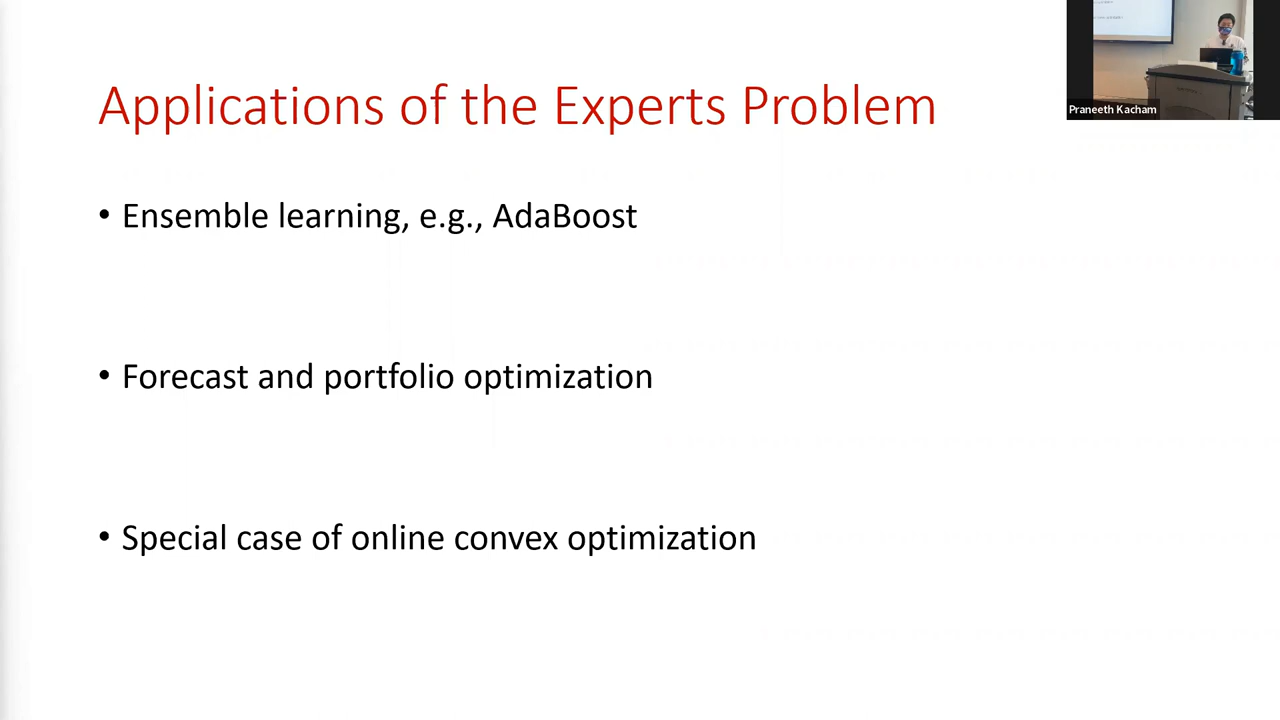 Applications of the Experts Problem
• Ensemble learning, e.g., AdaBoost
• Forecast and portfolio optimization
• Special case of online convex optimization
Praneeth Kacham